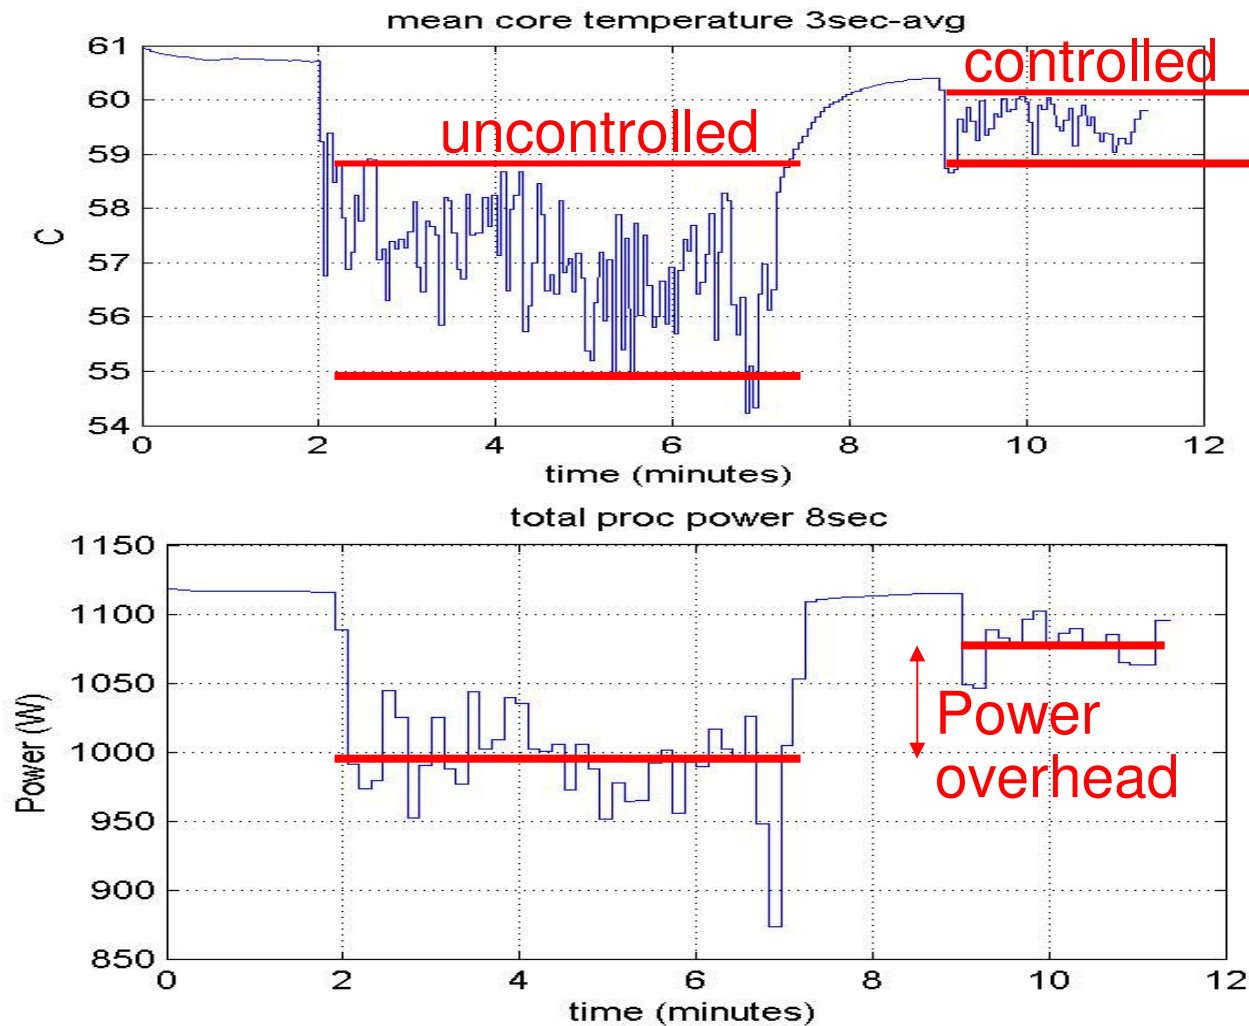 mean core temperature 3sec-avg
61
60
59
58
57
56
55
54
C
controlled
uncontrolled
0 2 4 6 8 10 12
time (minutes)
total proc power 8sec
1150
1100
1050
1000
950
900
850
Power (W)
Power
overhead
0 2 4 6 8 10 12
time (minutes)